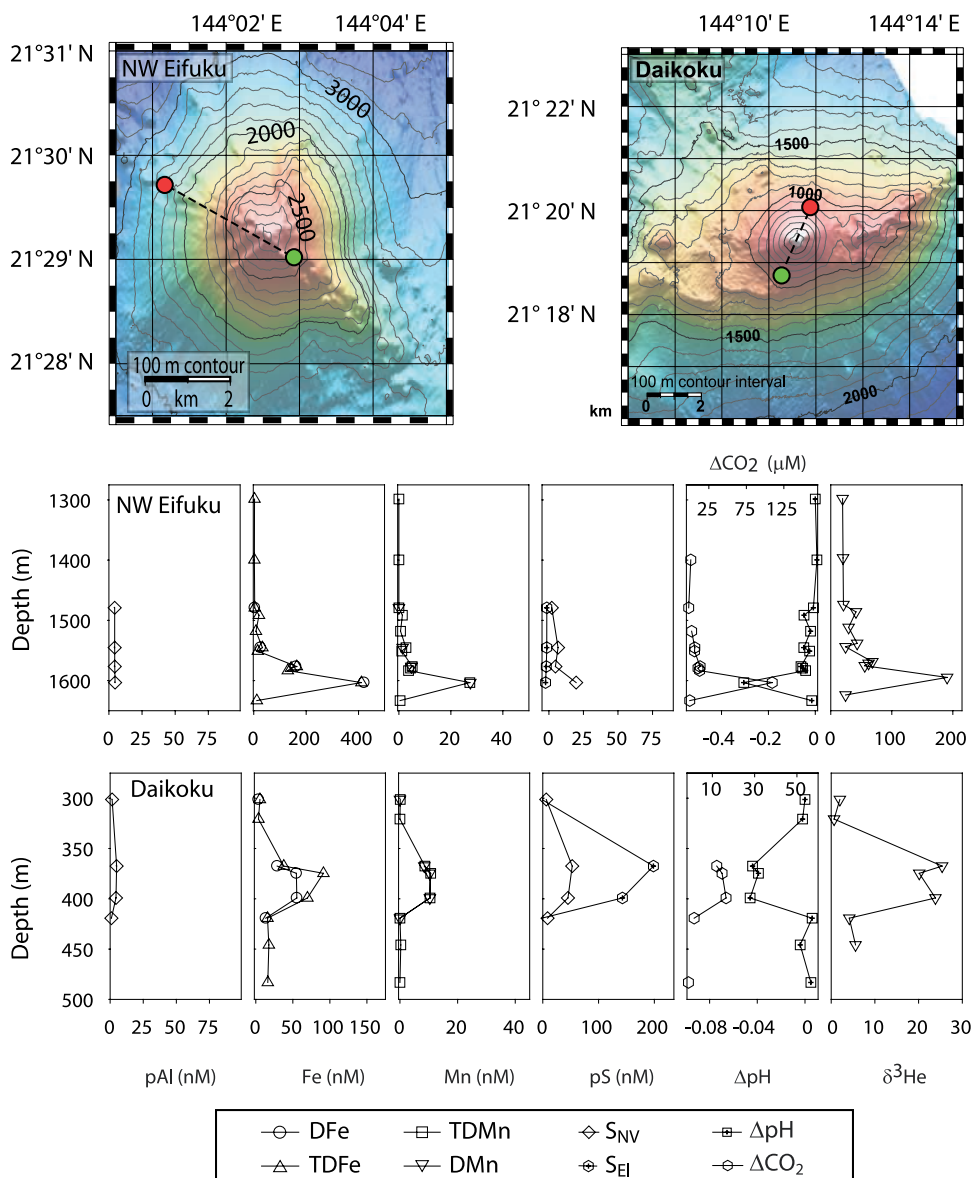 144°02' E 144°04' E 144°10' E 144°14' E
21°31' N
NW Eifuku
3000
2000
21°30' N
2500
21°29' N
21°28' N
100 m contour
0 km 2
Daikoku
21° 22' N
1500
1000
21° 20' N
21° 18' N
1500
100 m contour interval
km 0 2
2000
ΔCO2 (μM)
NW Eifuku
25 75 125
1300
1400
1500
1600
Depth (m)
0 25 50 75
0 200 400
0 20 40
0 25 50 75
-0.4 -0.2 0
0 100 200
Daikoku
10 30 50
300
350
400
450
500
Depth (m)
0 25 50 75
0 50 100 150
0 20 40
0 100 200
-0.08 -0.04 0
0 10 20 30
pAl (nM) Fe (nM) Mn (nM) pS (nM) ΔpH δ3He
DFe TDMn SNV ΔpH
TDFe DMn SEl ΔCO2